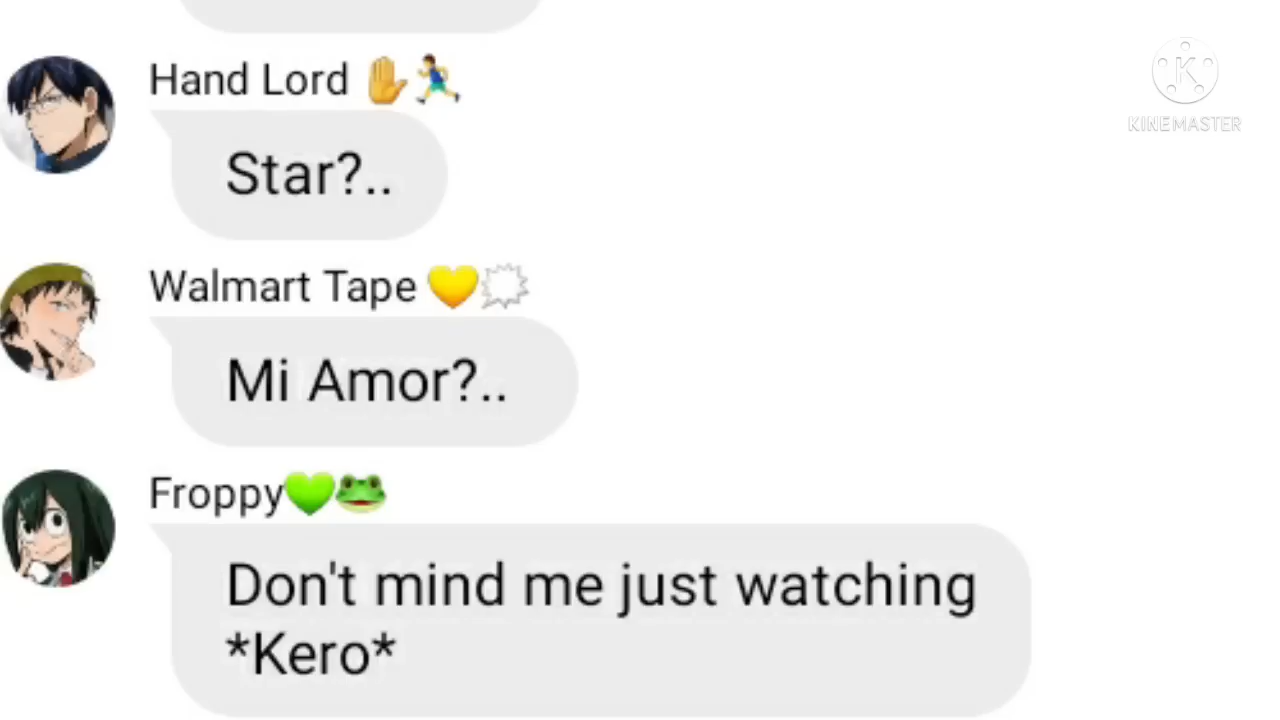 Hand Lord ✋🏃‍♂️
KINEMASTER
Star?..
Walmart Tape 💛🗯
Mi Amor?..
Froppy💚🐸
Don't mind me just watching
*Kero*